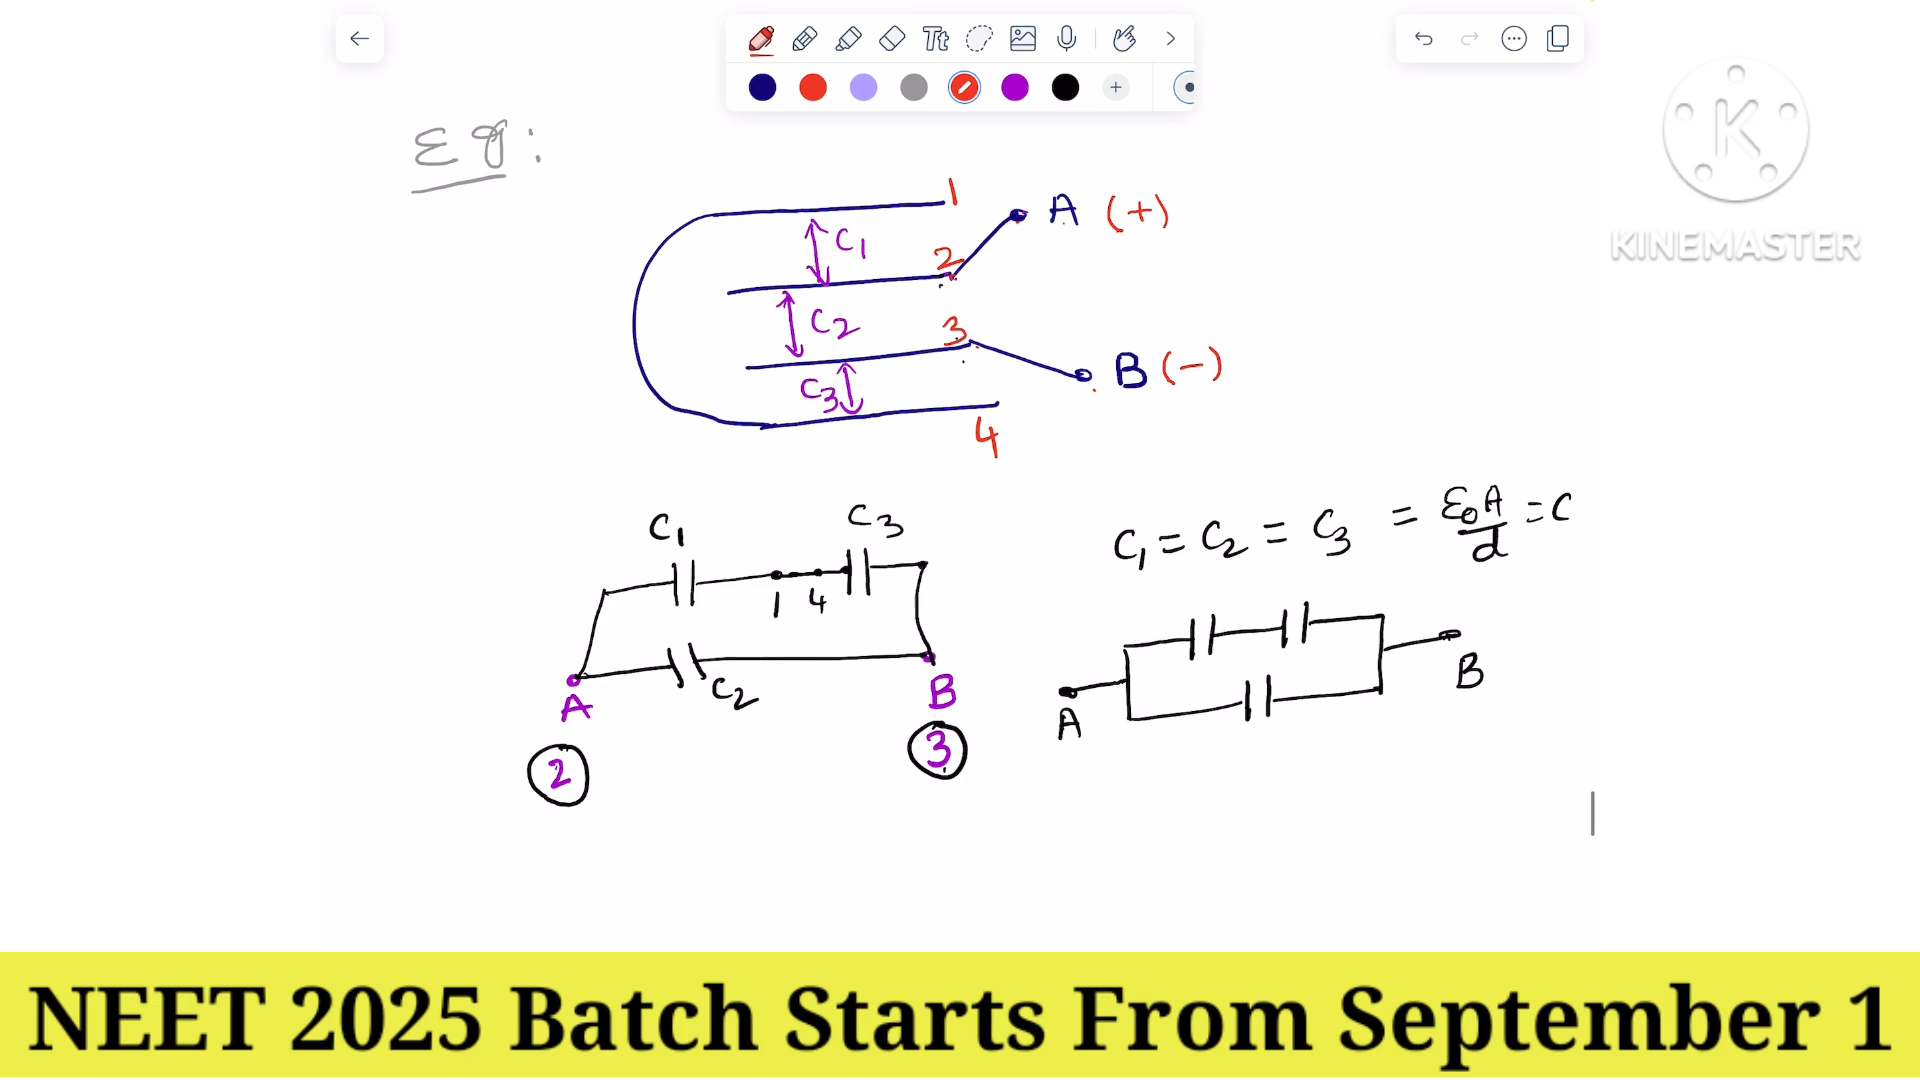 Tt
K
KINEMASTER
Eg:
1
A (+)
C1
2
C2
3
B (-)
C3
4
C1
C3
C1 = C2 = C3 = ε0A/d = C
1 4
A
C2
B
A
B
2
3
NEET 2025 Batch Starts From September 1